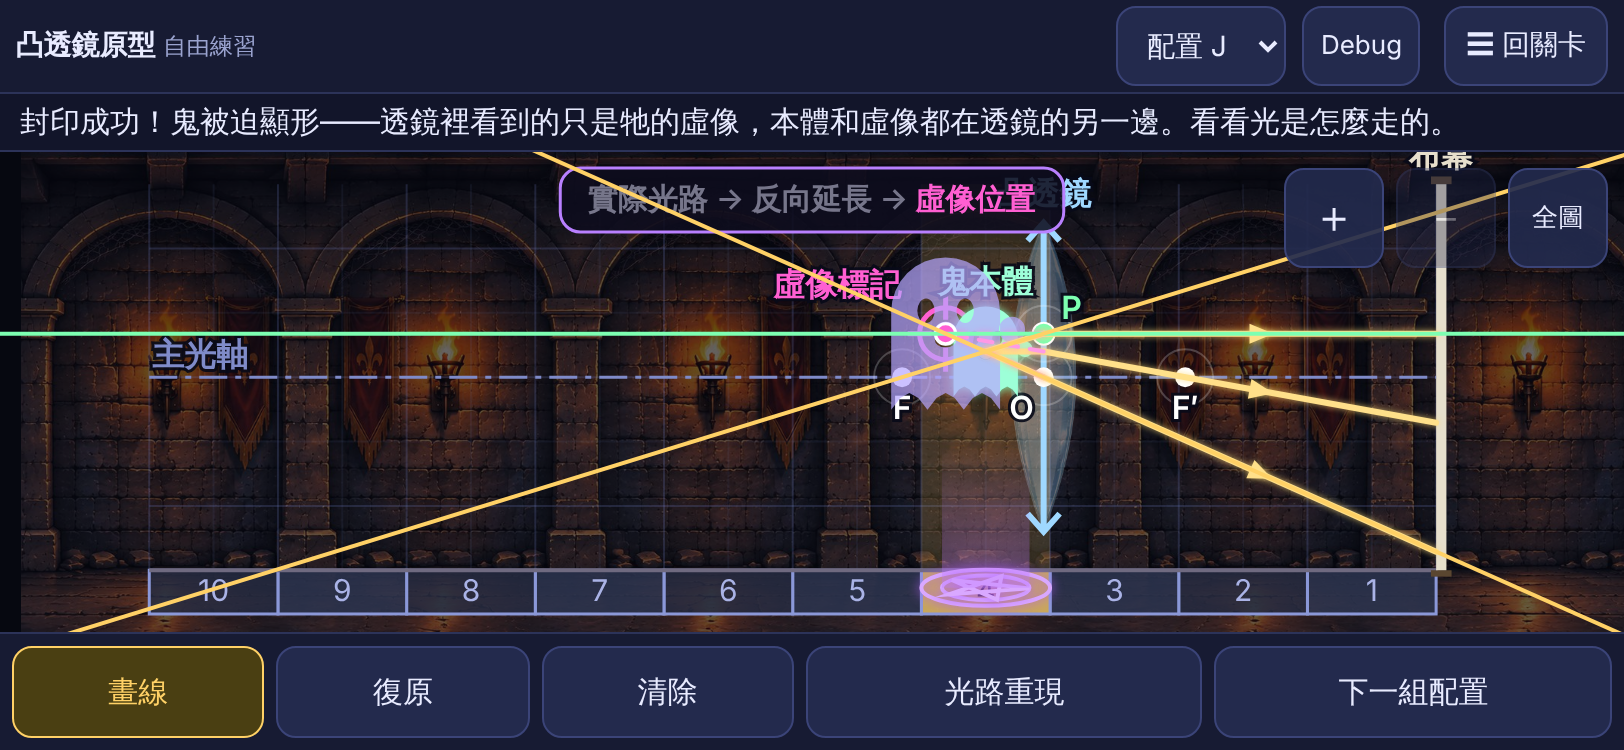 凸透鏡原型 自由練習
配置 J
Debug
☰ 回關卡
封印成功！鬼被迫顯形——透鏡裡看到的只是牠的虛像，本體和虛像都在透鏡的另一邊。看看光是怎麼走的。
布幕
實際光路 → 反向延長 → 虛像位置
透鏡
+
−
全圖
虛像標記
鬼本體
P
主光軸
F
O
F′
10 9 8 7 6 5 3 2 1
畫線
復原
清除
光路重現
下一組配置